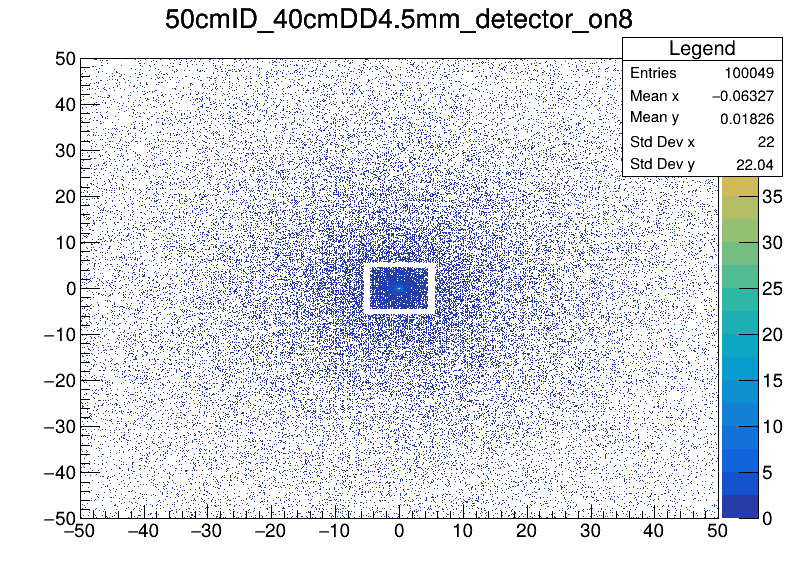 50cmID_40cmDD4.5mm_detector_on8
Legend
Entries 100049
Mean x −0.06327
Mean y 0.01826
Std Dev x 22
Std Dev y 22.04
50
40
30
20
10
0
−10
−20
−30
−40
−50
−50 −40 −30 −20 −10 0 10 20 30 40 50
35
30
25
20
15
10
5
0